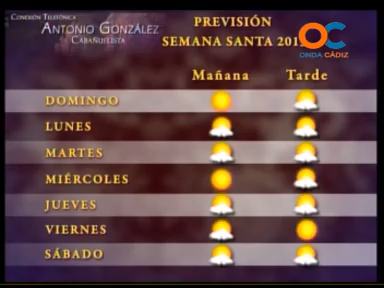 CONEXIÓN TELEFÓNICA
ANTONIO GONZÁLEZ
CABAÑUELISTA
PREVISIÓN
SEMANA SANTA
OC
ONDA CÁDIZ
Mañana Tarde
DOMINGO
LUNES
MARTES
MIÉRCOLES
JUEVES
VIERNES
SÁBADO